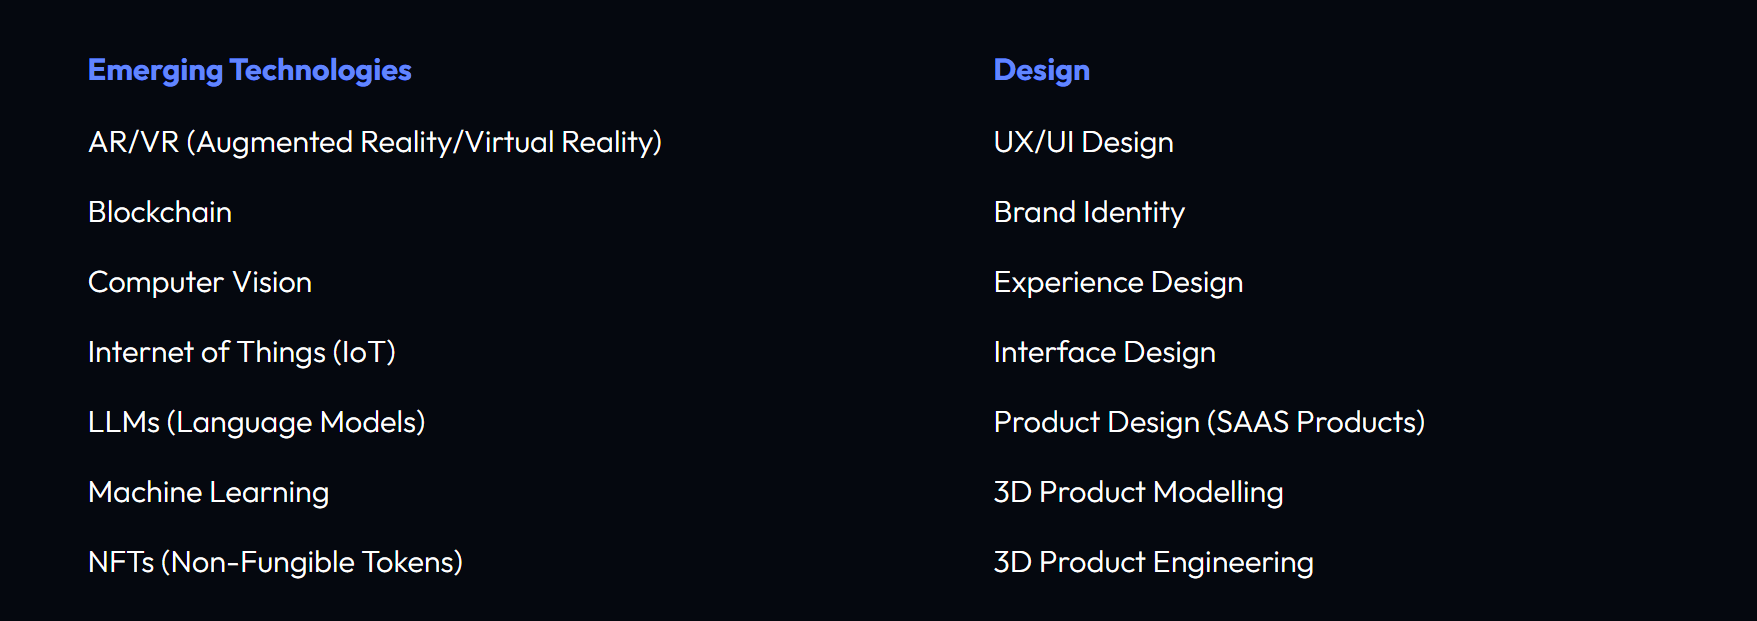 Emerging Technologies
AR/VR (Augmented Reality/Virtual Reality)
Blockchain
Computer Vision
Internet of Things (IoT)
LLMs (Language Models)
Machine Learning
NFTs (Non-Fungible Tokens)
Design
UX/UI Design
Brand Identity
Experience Design
Interface Design
Product Design (SAAS Products)
3D Product Modelling
3D Product Engineering